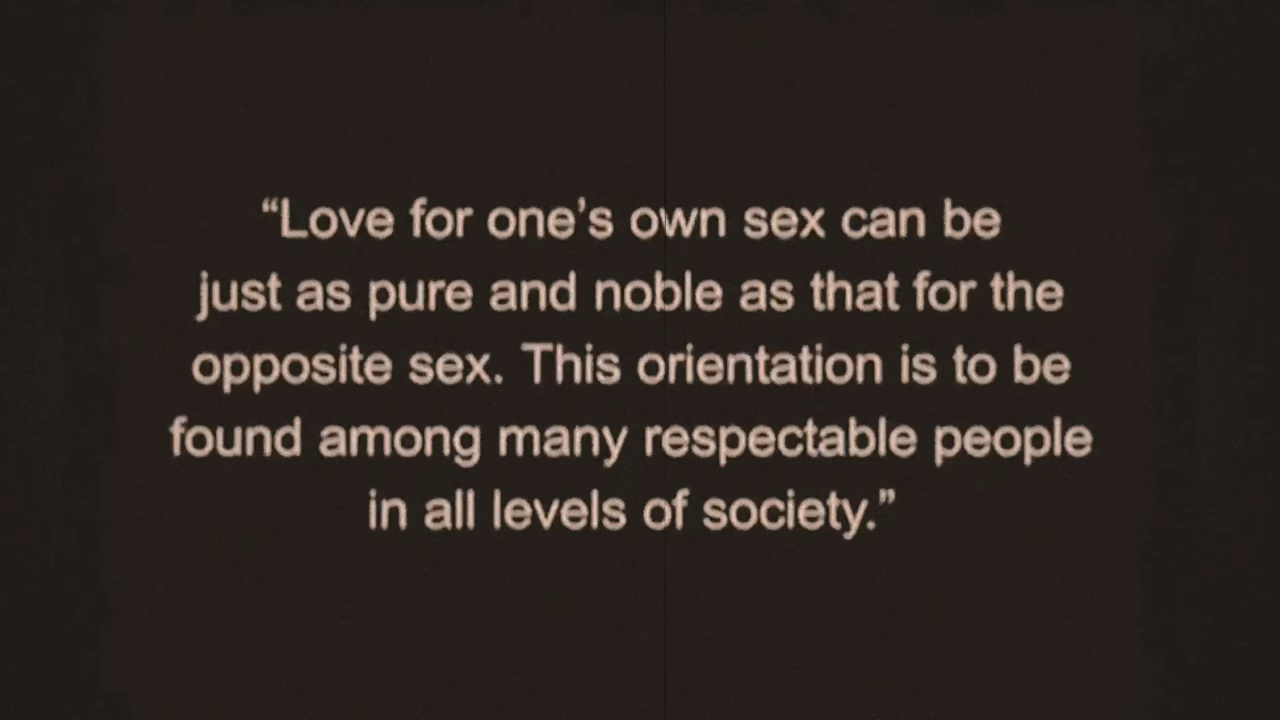 “Love for one’s own sex can be
just as pure and noble as that for the
opposite sex. This orientation is to be
found among many respectable people
in all levels of society.”